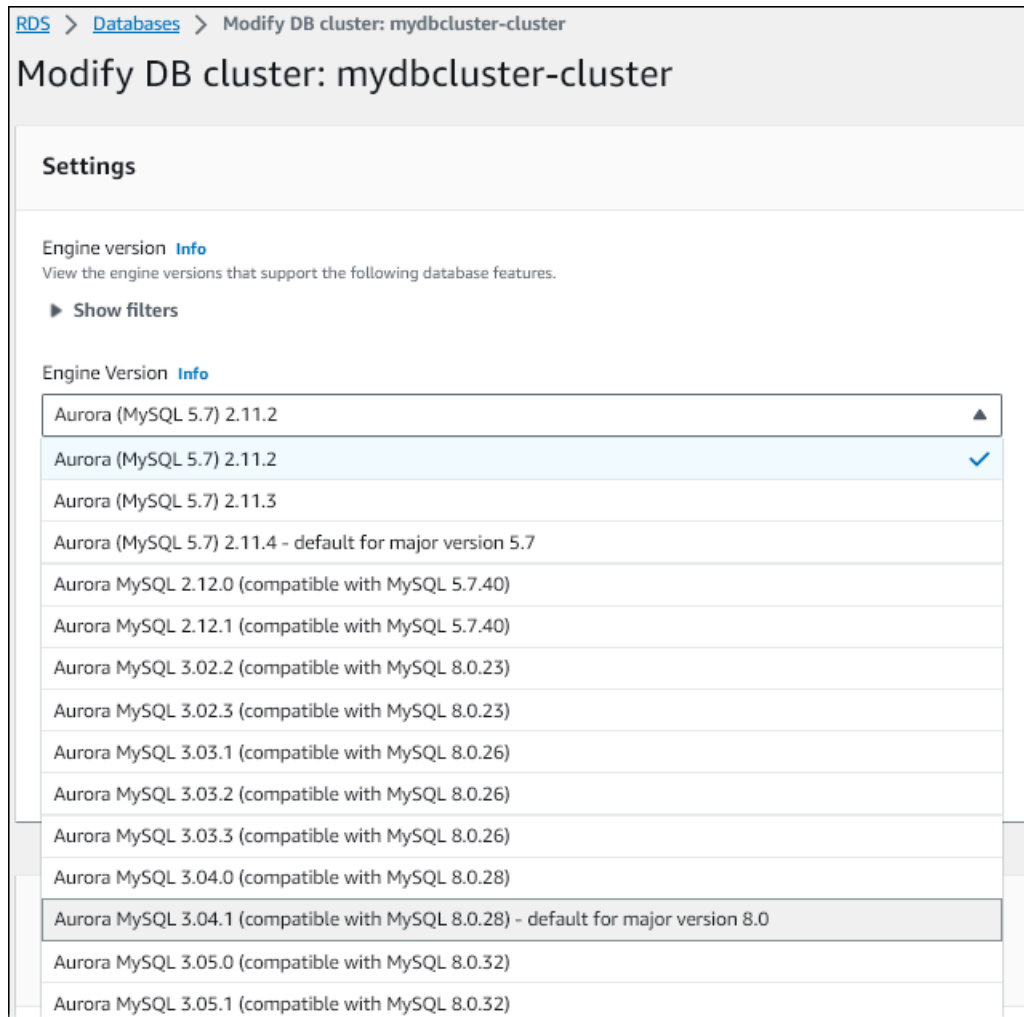 RDS > Databases > Modify DB cluster: mydbcluster-cluster
Modify DB cluster: mydbcluster-cluster
Settings
Engine version Info
View the engine versions that support the following database features.
Show filters
Engine Version Info
Aurora (MySQL 5.7) 2.11.2
Aurora (MySQL 5.7) 2.11.2
Aurora (MySQL 5.7) 2.11.3
Aurora (MySQL 5.7) 2.11.4 - default for major version 5.7
Aurora MySQL 2.12.0 (compatible with MySQL 5.7.40)
Aurora MySQL 2.12.1 (compatible with MySQL 5.7.40)
Aurora MySQL 3.02.2 (compatible with MySQL 8.0.23)
Aurora MySQL 3.02.3 (compatible with MySQL 8.0.23)
Aurora MySQL 3.03.1 (compatible with MySQL 8.0.26)
Aurora MySQL 3.03.2 (compatible with MySQL 8.0.26)
Aurora MySQL 3.03.3 (compatible with MySQL 8.0.26)
Aurora MySQL 3.04.0 (compatible with MySQL 8.0.28)
Aurora MySQL 3.04.1 (compatible with MySQL 8.0.28) - default for major version 8.0
Aurora MySQL 3.05.0 (compatible with MySQL 8.0.32)
Aurora MySQL 3.05.1 (compatible with MySQL 8.0.32)